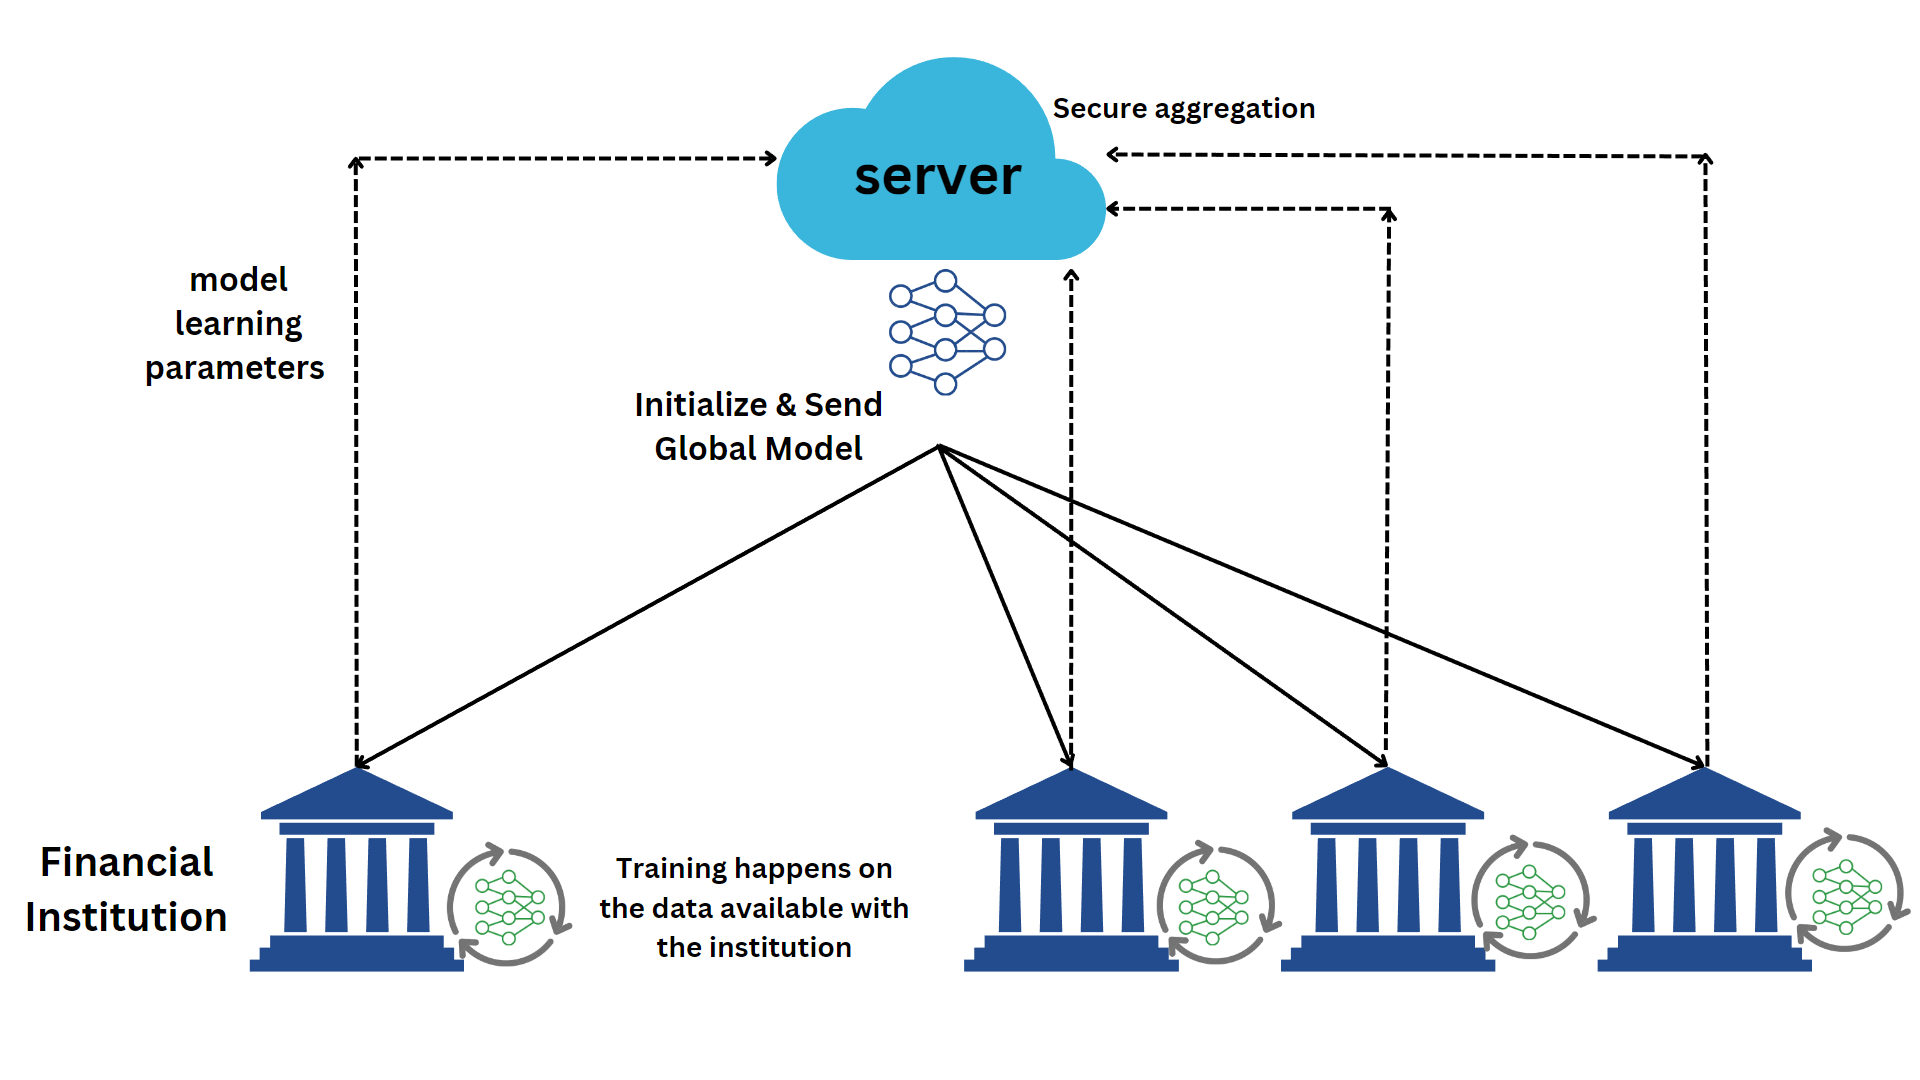 Secure aggregation
server
model
learning
parameters
Initialize & Send
Global Model
Financial
Institution
Training happens on
the data available with
the institution